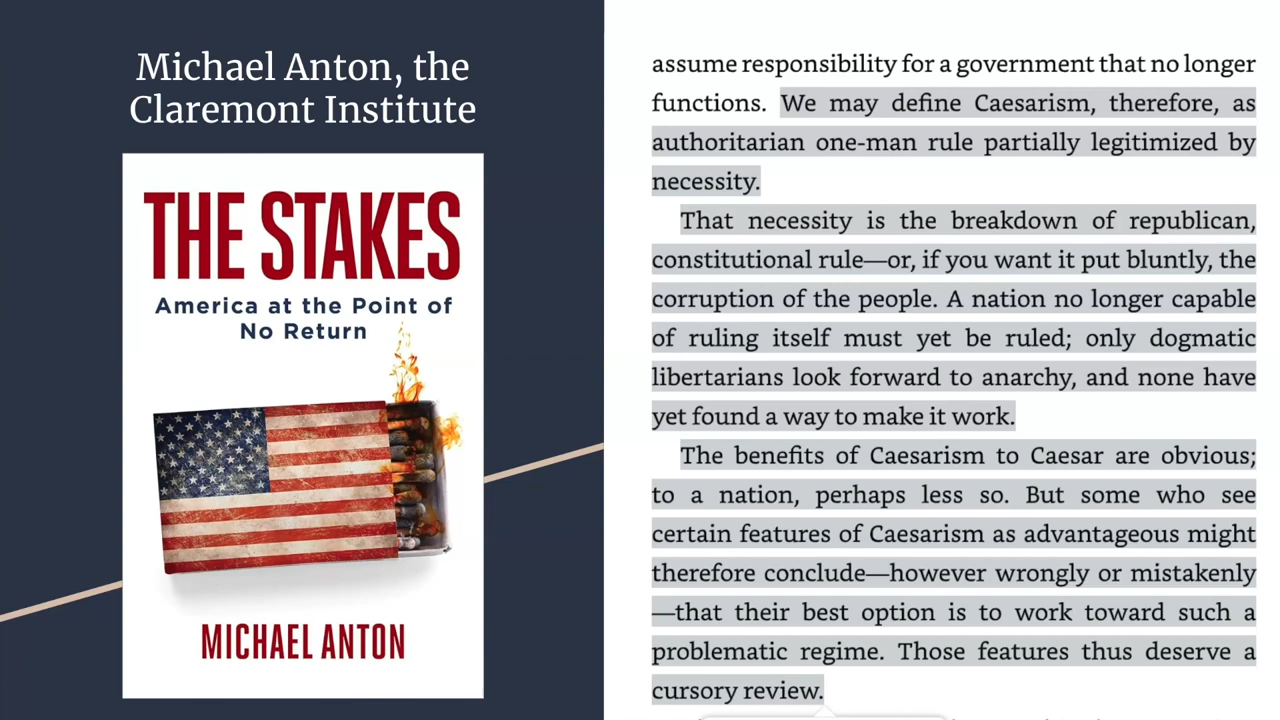 Michael Anton, the
Claremont Institute
THE STAKES
America at the Point of
No Return
MICHAEL ANTON
assume responsibility for a government that no longer
functions. We may define Caesarism, therefore, as
authoritarian one-man rule partially legitimized by
necessity.
That necessity is the breakdown of republican,
constitutional rule—or, if you want it put bluntly, the
corruption of the people. A nation no longer capable
of ruling itself must yet be ruled; only dogmatic
libertarians look forward to anarchy, and none have
yet found a way to make it work.
The benefits of Caesarism to Caesar are obvious;
to a nation, perhaps less so. But some who see
certain features of Caesarism as advantageous might
therefore conclude—however wrongly or mistakenly
—that their best option is to work toward such a
problematic regime. Those features thus deserve a
cursory review.